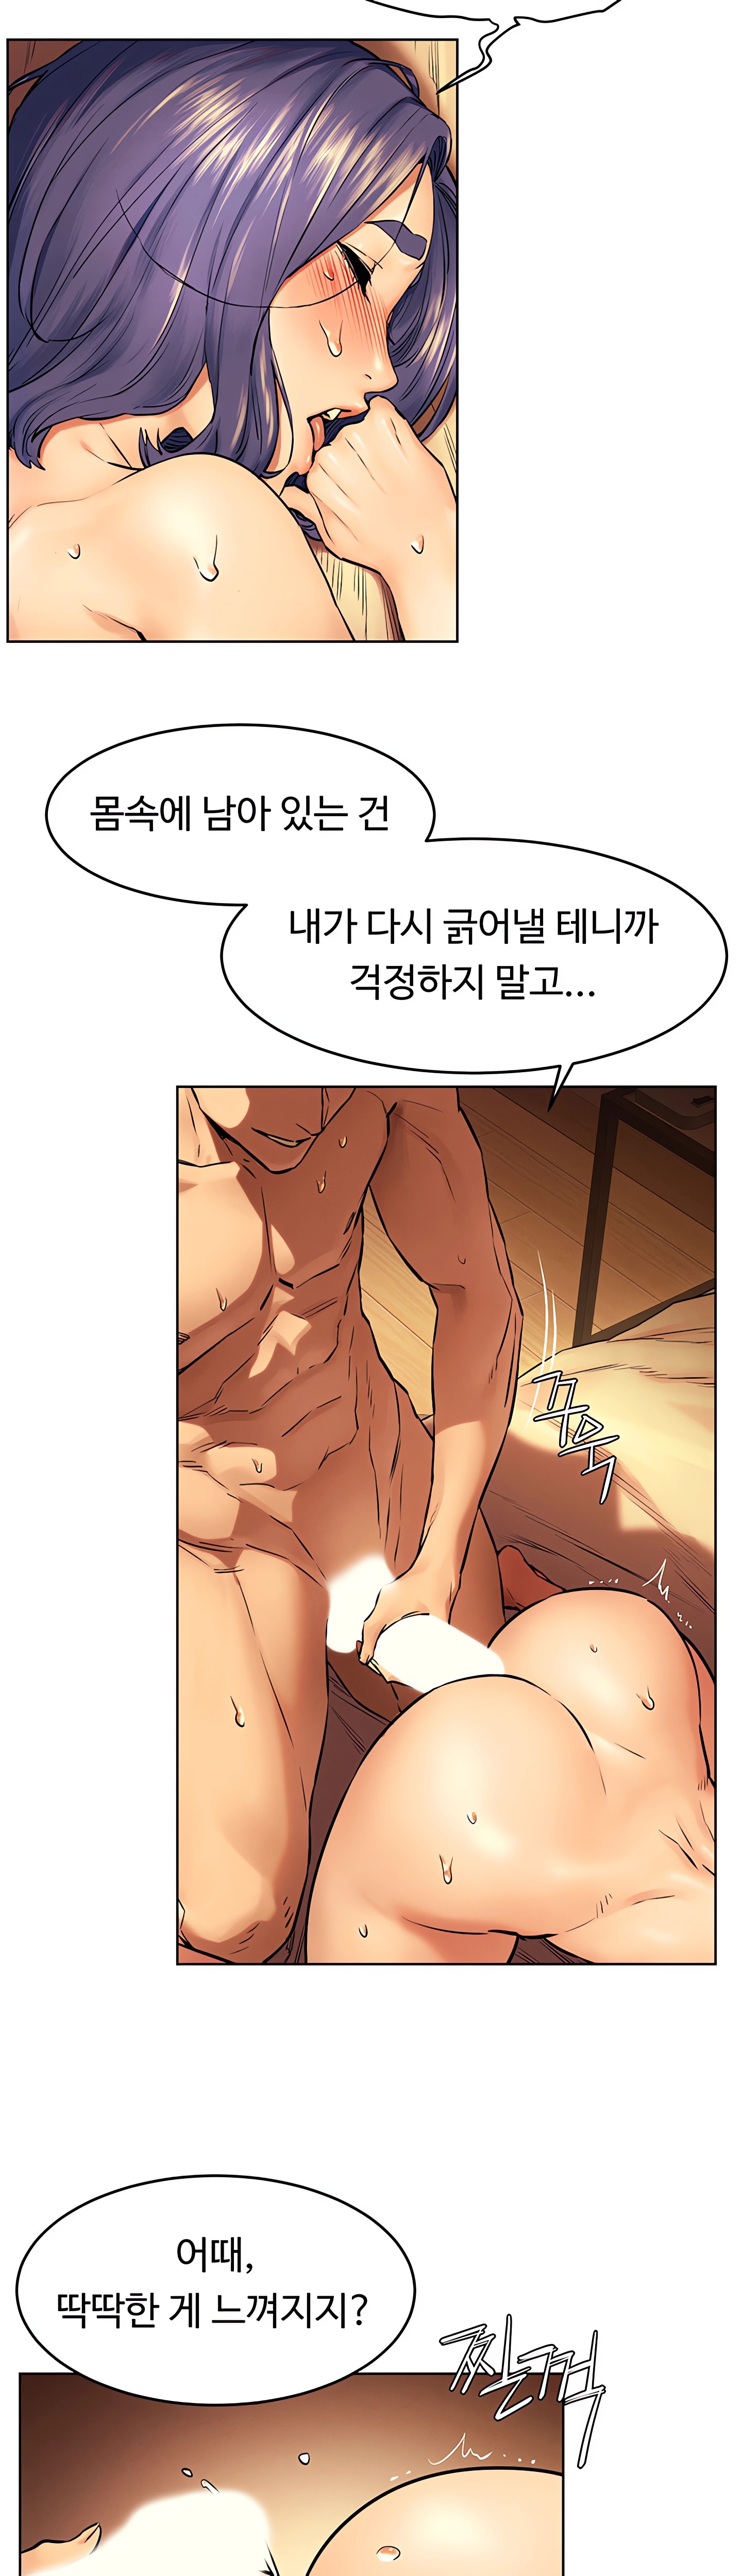 몸속에 남아 있는 건
내가 다시 긁어낼 테니까
걱정하지 말고...
꾸욱
어때,
딱딱한 게 느껴지지?
찔걱